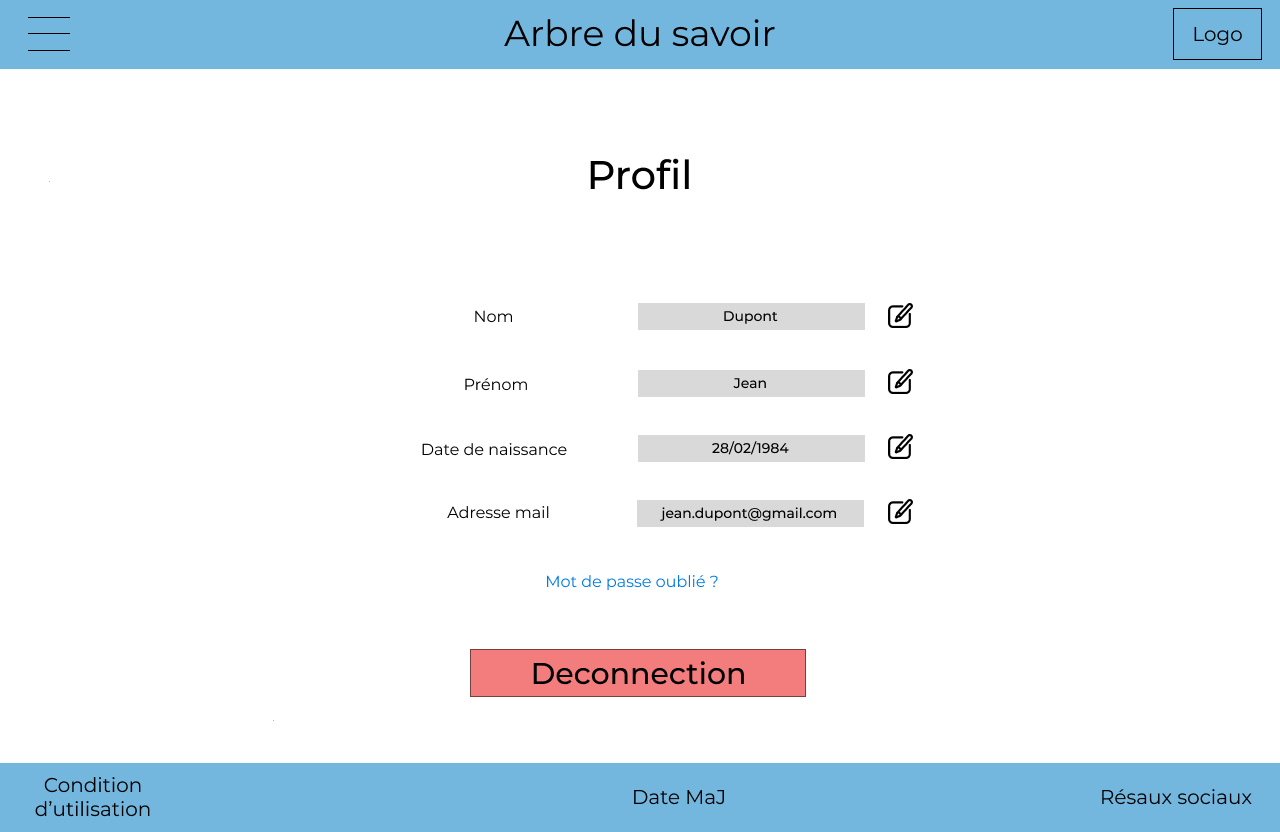 Arbre du savoir
Logo
Profil
Nom
Dupont
Prénom
Jean
Date de naissance
28/02/1984
Adresse mail
jean.dupont@gmail.com
Mot de passe oublié ?
Deconnection
Condition
d’utilisation
Date MaJ
Résaux sociaux